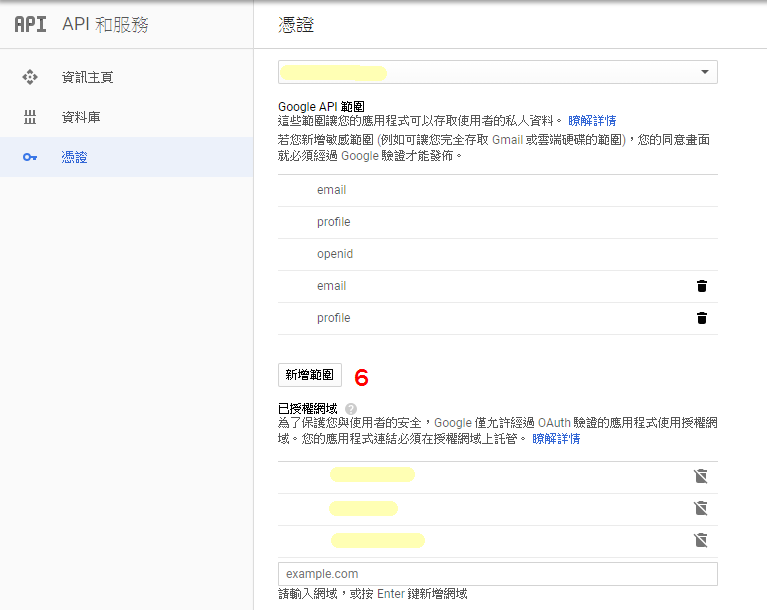 API API 和服務
憑證
資訊主頁
資料庫
憑證
Google API 範圍
這些範圍讓您的應用程式可以存取使用者的私人資料。 瞭解詳情
若您新增敏感範圍 (例如可讓您完全存取 Gmail 或雲端硬碟的範圍)，您的同意畫面
就必須經過 Google 驗證才能發佈。
email
profile
openid
email
profile
新增範圍 6
已授權網域 ?
為了保護您與使用者的安全，Google 僅允許經過 OAuth 驗證的應用程式使用授權網
域。您的應用程式連結必須在授權網域上託管。 瞭解詳情
example.com
請輸入網域，或按 Enter 鍵新增網域